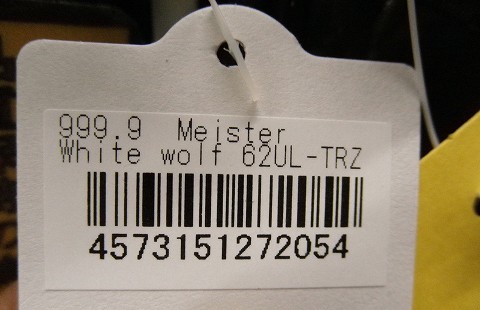 999.9 Meister
White wolf 62UL-TRZ
4573151272054